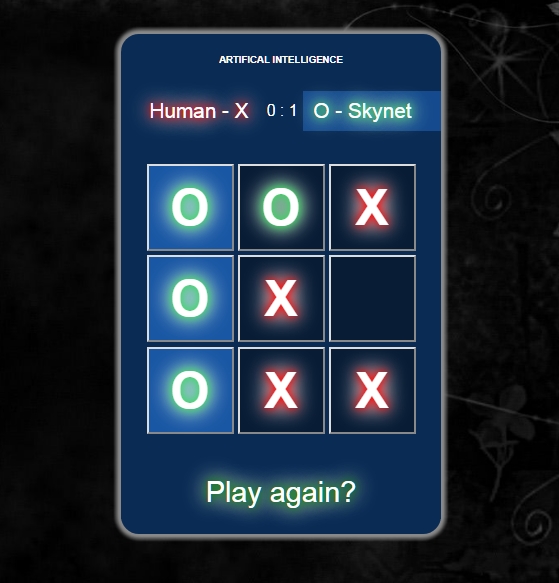 ARTIFICAL INTELLIGENCE
Human - X 0 : 1 O - Skynet
O O X
O X
O X X
Play again?